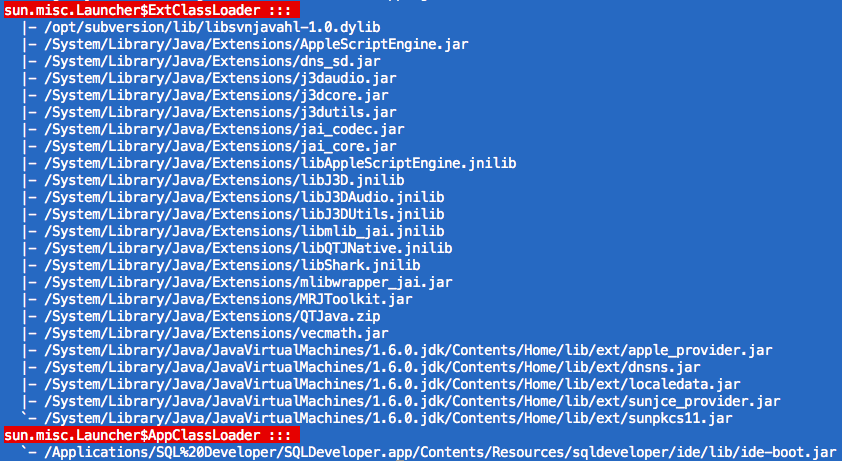 sun.misc.Launcher$ExtClassLoader :::
|- /opt/subversion/lib/libsvnjavahl-1.0.dylib
|- /System/Library/Java/Extensions/AppleScriptEngine.jar
|- /System/Library/Java/Extensions/dns_sd.jar
|- /System/Library/Java/Extensions/j3daudio.jar
|- /System/Library/Java/Extensions/j3dcore.jar
|- /System/Library/Java/Extensions/j3dutils.jar
|- /System/Library/Java/Extensions/jai_codec.jar
|- /System/Library/Java/Extensions/jai_core.jar
|- /System/Library/Java/Extensions/libAppleScriptEngine.jnilib
|- /System/Library/Java/Extensions/libJ3D.jnilib
|- /System/Library/Java/Extensions/libJ3DAudio.jnilib
|- /System/Library/Java/Extensions/libJ3DUtils.jnilib
|- /System/Library/Java/Extensions/libmlib_jai.jnilib
|- /System/Library/Java/Extensions/libQTJNative.jnilib
|- /System/Library/Java/Extensions/libShark.jnilib
|- /System/Library/Java/Extensions/mlibwrapper_jai.jar
|- /System/Library/Java/Extensions/MRJToolkit.jar
|- /System/Library/Java/Extensions/QTJava.zip
|- /System/Library/Java/Extensions/vecmath.jar
|- /System/Library/Java/JavaVirtualMachines/1.6.0.jdk/Contents/Home/lib/ext/apple_provider.jar
|- /System/Library/Java/JavaVirtualMachines/1.6.0.jdk/Contents/Home/lib/ext/dnsns.jar
|- /System/Library/Java/JavaVirtualMachines/1.6.0.jdk/Contents/Home/lib/ext/localedata.jar
|- /System/Library/Java/JavaVirtualMachines/1.6.0.jdk/Contents/Home/lib/ext/sunjce_provider.jar
`- /System/Library/Java/JavaVirtualMachines/1.6.0.jdk/Contents/Home/lib/ext/sunpkcs11.jar
sun.misc.Launcher$AppClassLoader :::
`- /Applications/SQL%20Developer/SQLDeveloper.app/Contents/Resources/sqldeveloper/ide/lib/ide-boot.jar